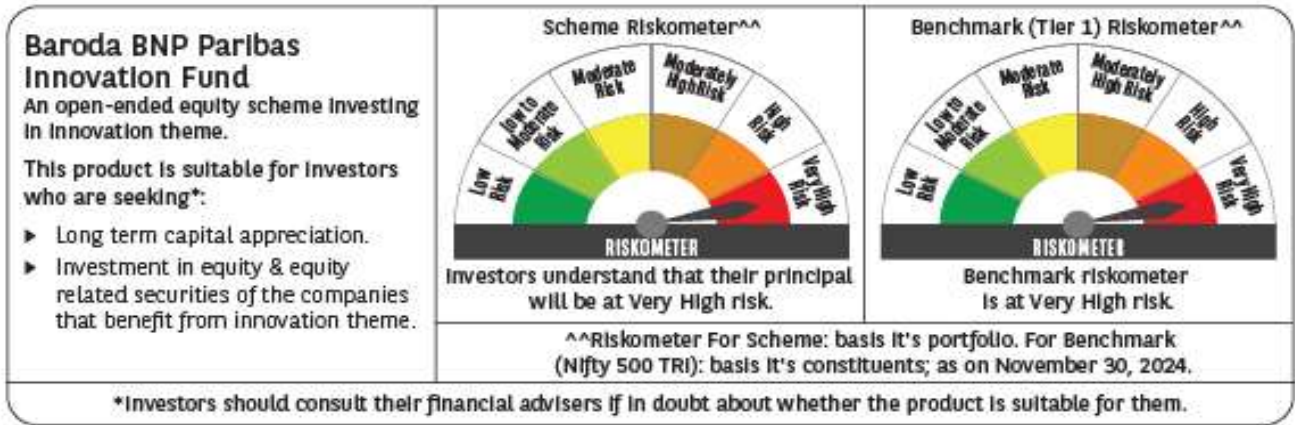 Baroda BNP Paribas
Innovation Fund
An open-ended equity scheme investing
in Innovation theme.
This product is suitable for investors
who are seeking*:
▶ Long term capital appreciation.
▶ Investment in equity & equity
related securities of the companies
that benefit from innovation theme.
Scheme Riskometer^^
Low
Risk
Low to
Moderate
Risk
Moderate
Risk
Moderately
High Risk
High
Risk
Very High
Risk
RISKOMETER
Investors understand that their principal
will be at Very High risk.
Benchmark (Tier 1) Riskometer^^
Low
Risk
Low to
Moderate
Risk
Moderate
Risk
Moderately
High Risk
High
Risk
Very High
Risk
RISKOMETER
Benchmark riskometer
is at Very High risk.
^^Riskometer For Scheme: basis it's portfolio. For Benchmark
(Nifty 500 TRI): basis it's constituents; as on November 30, 2024.
*Investors should consult their financial advisers if in doubt about whether the product is suitable for them.